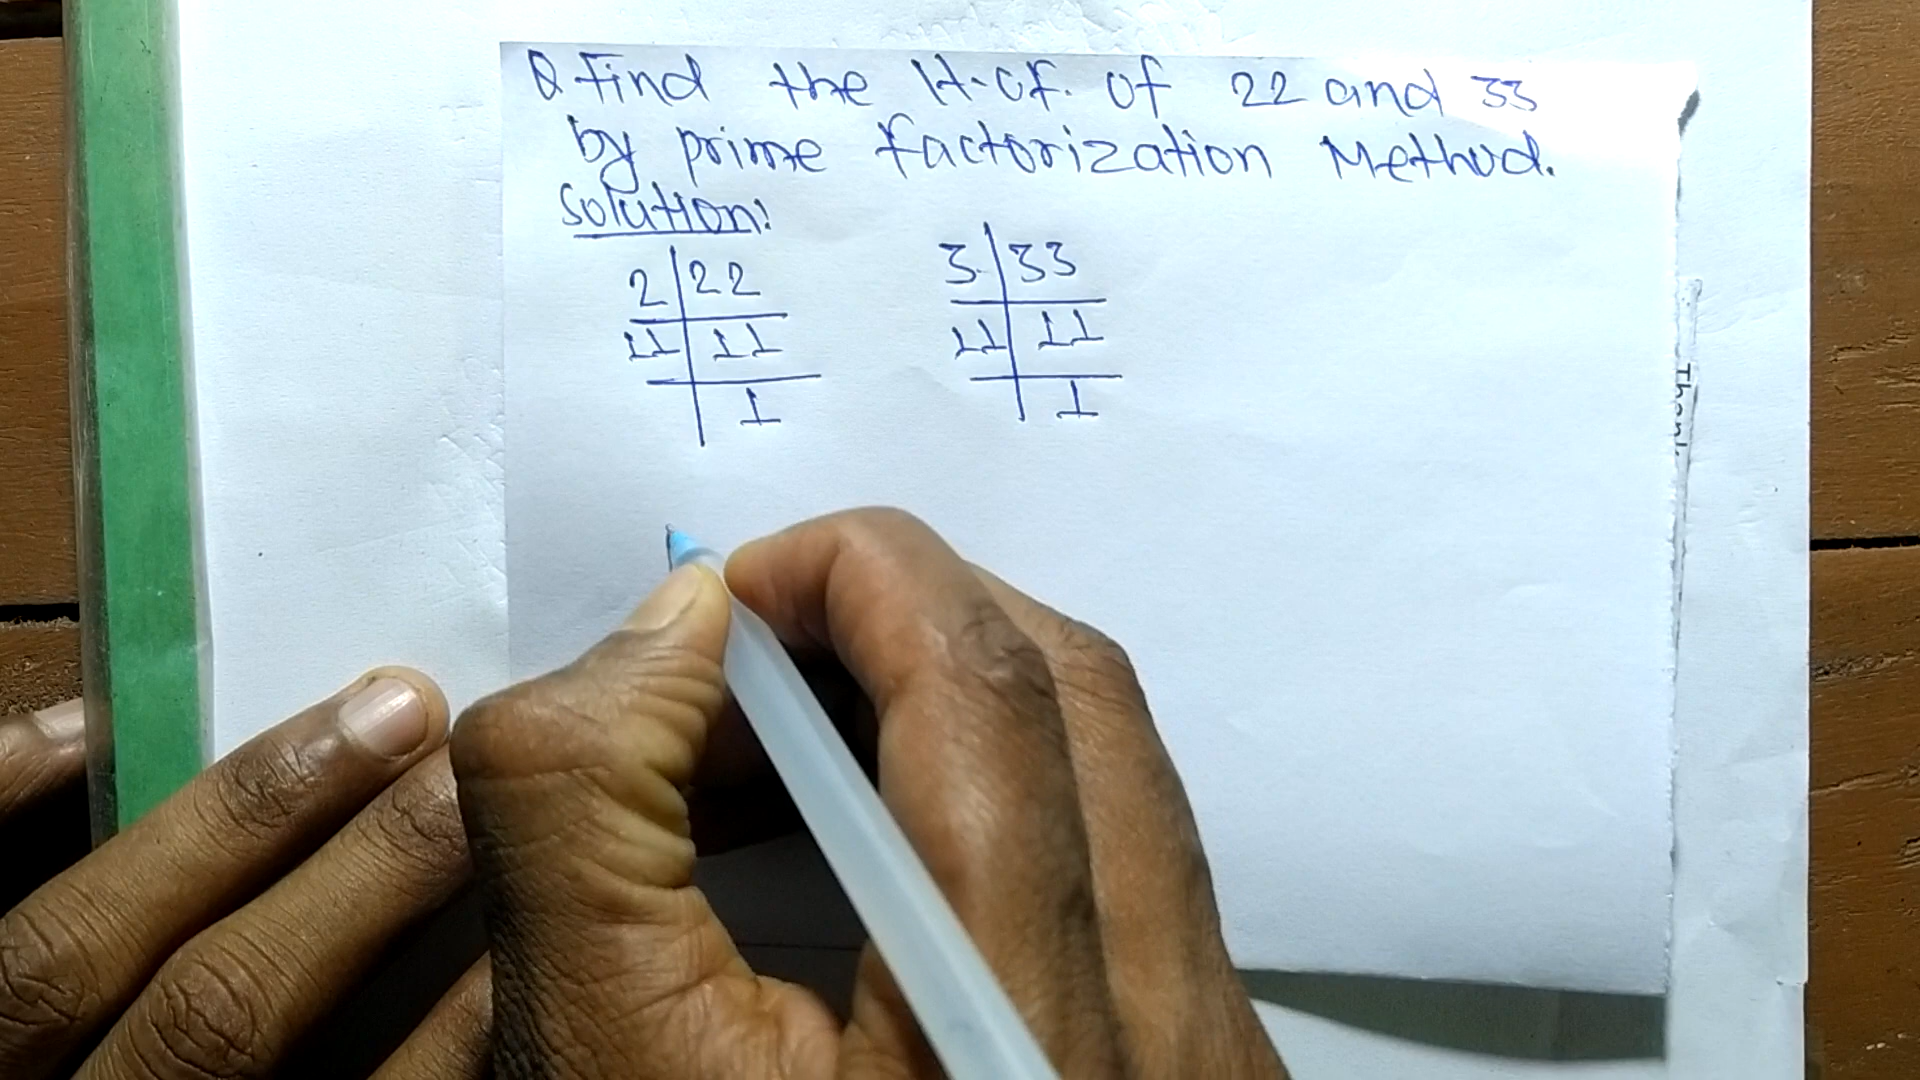 Q Find the H.C.F. of 22 and 33
by prime factorization Method.
Solution:
2 | 22
11 | 11
1
3 | 33
11 | 11
1